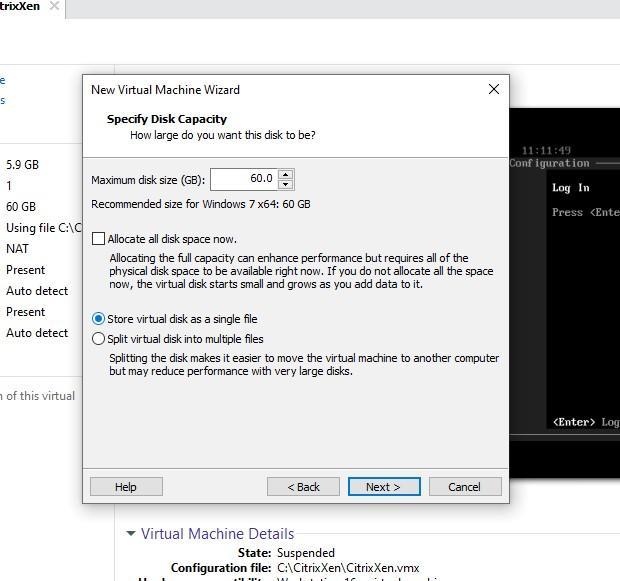 trixXen
New Virtual Machine Wizard
Specify Disk Capacity
How large do you want this disk to be?
Maximum disk size (GB): 60.0
Recommended size for Windows 7 x64: 60 GB
Allocate all disk space now.
Allocating the full capacity can enhance performance but requires all of the
physical disk space to be available right now. If you do not allocate all the space
now, the virtual disk starts small and grows as you add data to it.
Store virtual disk as a single file
Split virtual disk into multiple files
Splitting the disk makes it easier to move the virtual machine to another computer
but may reduce performance with very large disks.
Help
< Back
Next >
Cancel
e
s
5.9 GB
1
60 GB
Using file C:\C
NAT
Present
Auto detect
Present
Auto detect
n of this virtual
11:11:49
Configuration
Log In
Press <Ente
<Enter> Log
Virtual Machine Details
State: Suspended
Configuration file: C:\CitrixXen\CitrixXen.vmx